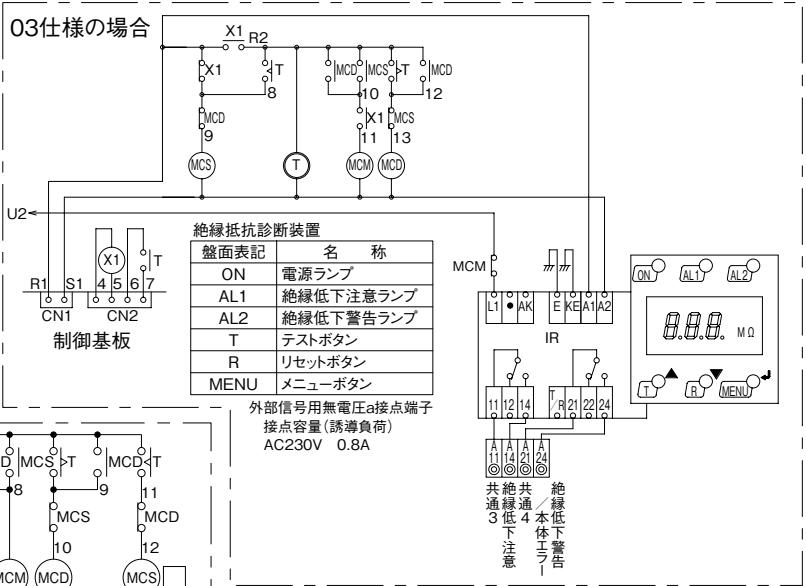 03仕様の場合
X1
R2
X1
T
8
MCD
MCS
T
MCD
10
12
MCD
9
X1
11
MCS
13
MCS
T
MCM
MCD
U2
X1
T
R1 S1 4 5 6 7
CN1
CN2
制御基板
絶縁抵抗診断装置
盤面表記 名 称
ON 電源ランプ
AL1 絶縁低下注意ランプ
AL2 絶縁低下警告ランプ
T テストボタン
R リセットボタン
MENU メニューボタン
外部信号用無電圧a接点端子
接点容量(誘導負荷)
AC230V 0.8A
MCM
L1 • AK E KE A1 A2
IR
11 12 14 T/R 21 22 24
A11 A14 A21 A24
共通3
絶縁低下注意
共通4
絶縁低下警告
/本体エラー
ON AL1 AL2
8.8.8. MΩ
T ▲ R ▼ MENU ↵
D MCS T MCD T
8
9
11
MCS
MCD
10
12
MCM
MCD
MCS